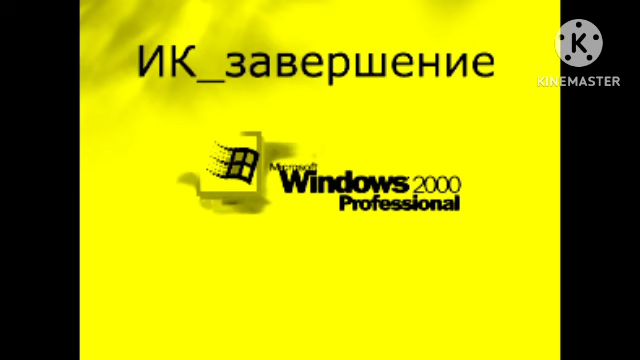 ИК_завершение
KINEMASTER
Microsoft
Windows 2000
Professional